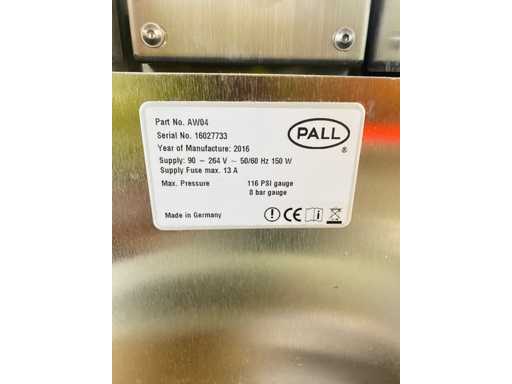 Part No. AW04
Serial No. 16027733
Year of Manufacture: 2016
Supply: 90 ~ 264 V ~ 50/60 Hz 150 W
Supply Fuse max. 13 A
Max. Pressure 116 PSI gauge
8 bar gauge
Made in Germany
PALL
®
CE